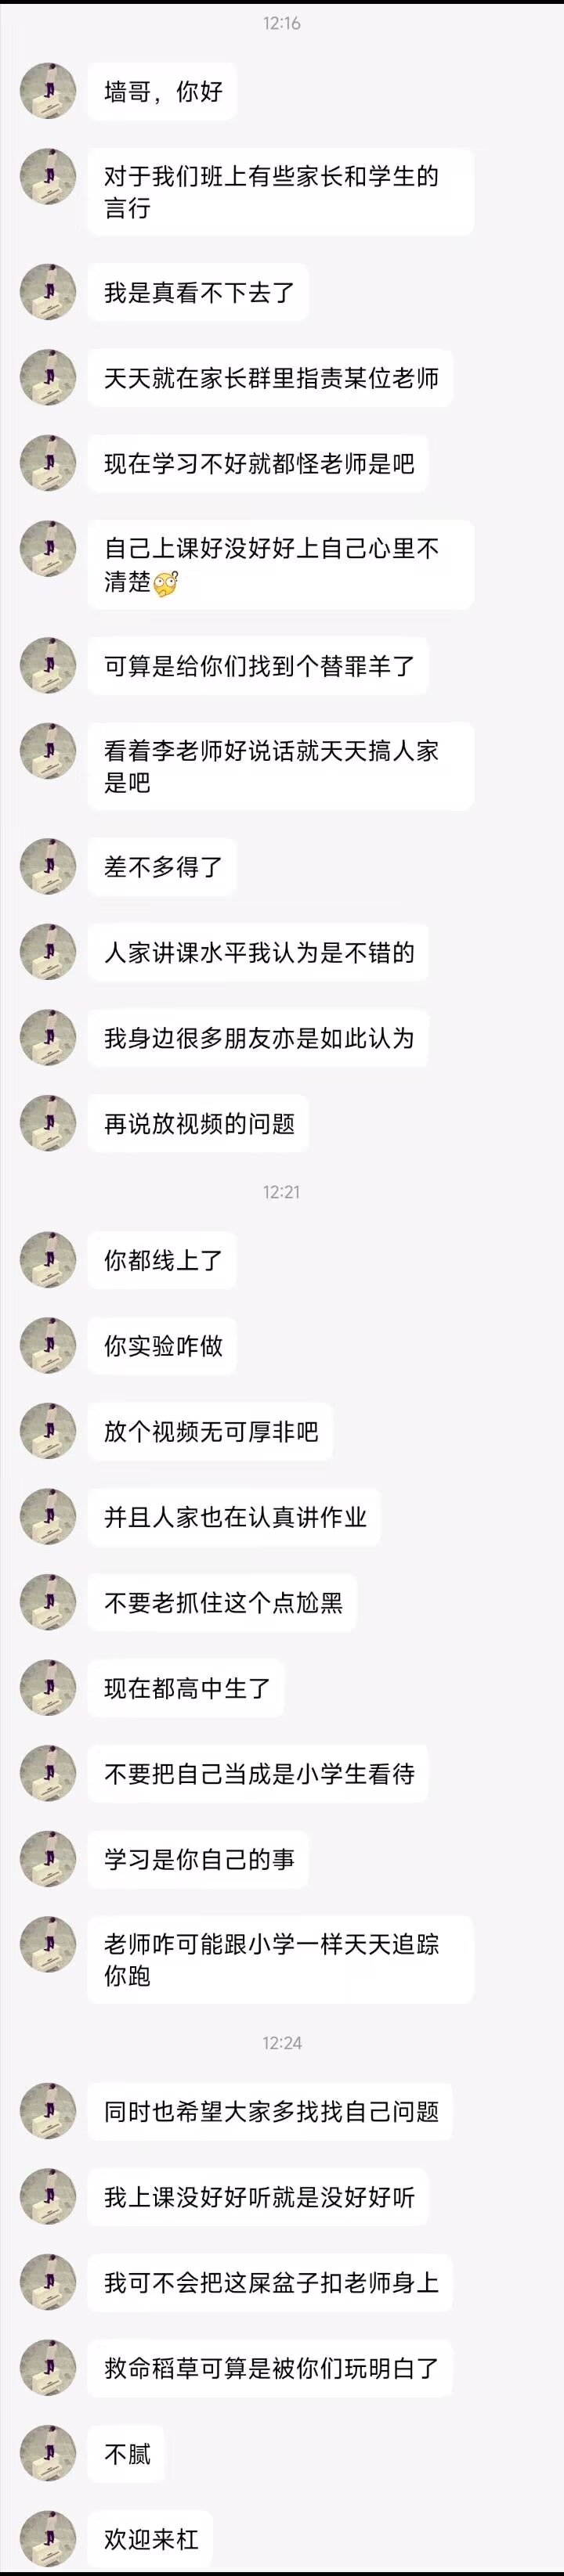 12:16
墙哥，你好
对于我们班上有些家长和学生的
言行
我是真看不下去了
天天就在家长群里指责某位老师
现在学习不好就都怪老师是吧
自己上课好没好好上自己心里不
清楚
可算是给你们找到个替罪羊了
看着李老师好说话就天天搞人家
是吧
差不多得了
人家讲课水平我认为是不错的
我身边很多朋友亦是如此认为
再说放视频的问题
12:21
你都线上了
你实验咋做
放个视频无可厚非吧
并且人家也在认真讲作业
不要老抓住这个点尬黑
现在都高中生了
不要把自己当成是小学生看待
学习是你自己的事
老师咋可能跟小学一样天天追踪
你跑
12:24
同时也希望大家多找找自己问题
我上课没好好听就是没好好听
我可不会把这屎盆子扣老师身上
救命稻草可算是被你们玩明白了
不腻
欢迎来杠